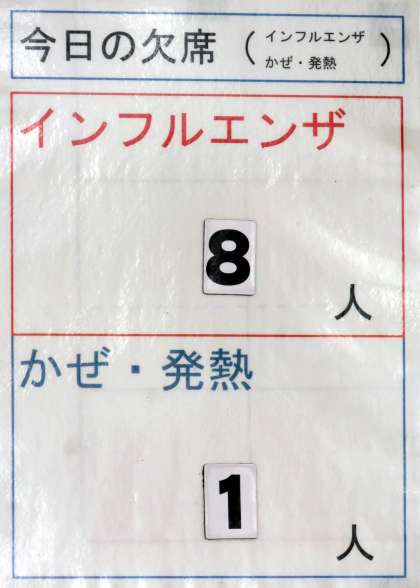 今日の欠席（インフルエンザ
かぜ・発熱）
インフルエンザ
8
人
かぜ・発熱
1
人